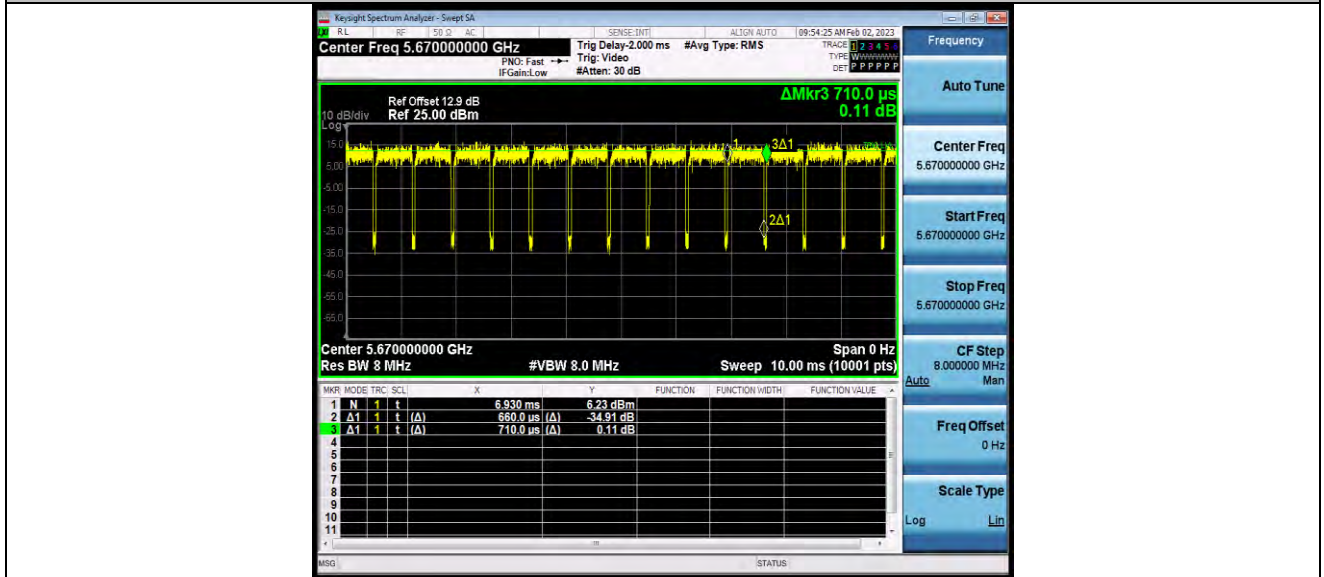 Keysight Spectrum Analyzer - Swept SA
RL RF 50 Ω AC SENSE:INT ALIGN AUTO 09:54:25 AM Feb 02, 2023
Center Freq 5.670000000 GHz
Trig Delay-2.000 ms #Avg Type: RMS
TRACE 1 2 3 4 5 6
PNO: Fast Trig: Video
TYPE WWWWWW
IFGain:Low #Atten: 30 dB
DET P P P P P P
Frequency
ΔMkr3 710.0 µs
0.11 dB
Ref Offset 12.9 dB
10 dB/div Ref 25.00 dBm
Log
15.0
5.00
-5.00
-15.0
-25.0
-35.0
-45.0
-55.0
-65.0
1
3Δ1
2Δ1
Center 5.670000000 GHz Span 0 Hz
Res BW 8 MHz #VBW 8.0 MHz Sweep 10.00 ms (10001 pts)
MKR MODE TRC SCL X Y FUNCTION FUNCTION WIDTH FUNCTION VALUE
1 N 1 t 6.930 ms 6.23 dBm
2 Δ1 1 t (Δ) 660.0 µs (Δ) -34.91 dB
3 Δ1 1 t (Δ) 710.0 µs (Δ) 0.11 dB
4
5
6
7
8
9
10
11
MSG STATUS
Auto Tune
Center Freq
5.670000000 GHz
Start Freq
5.670000000 GHz
Stop Freq
5.670000000 GHz
CF Step
8.000000 MHz
Auto Man
Freq Offset
0 Hz
Scale Type
Log Lin